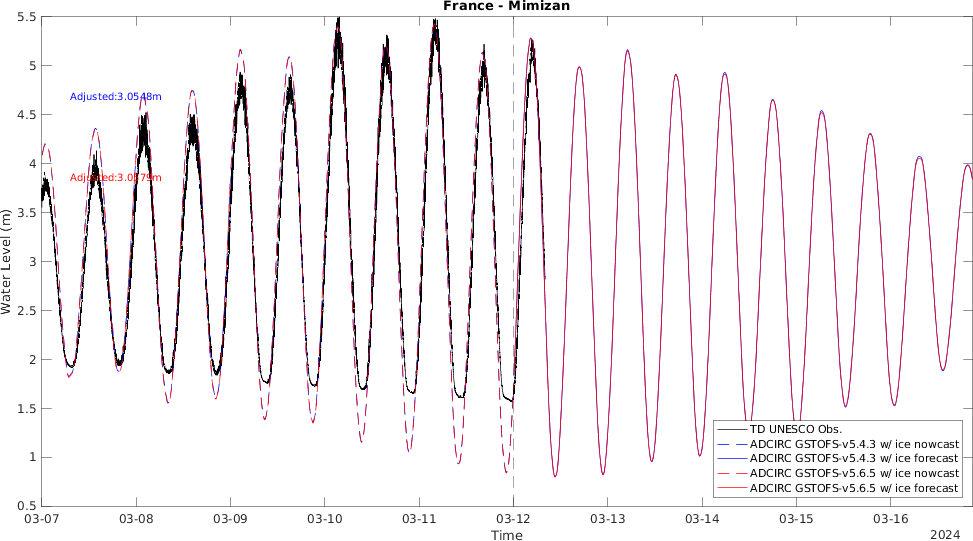 France - Mimizan
5.5
5
4.5
4
3.5
3
2.5
2
1.5
1
0.5
Water Level (m)
Adjusted:3.0548m
Adjusted:3.0579m
TD UNESCO Obs.
ADCIRC GSTOFS-v5.4.3 w/ ice nowcast
ADCIRC GSTOFS-v5.4.3 w/ ice forecast
ADCIRC GSTOFS-v5.6.5 w/ ice nowcast
ADCIRC GSTOFS-v5.6.5 w/ ice forecast
03-07 03-08 03-09 03-10 03-11 03-12 03-13 03-14 03-15 03-16
Time
2024